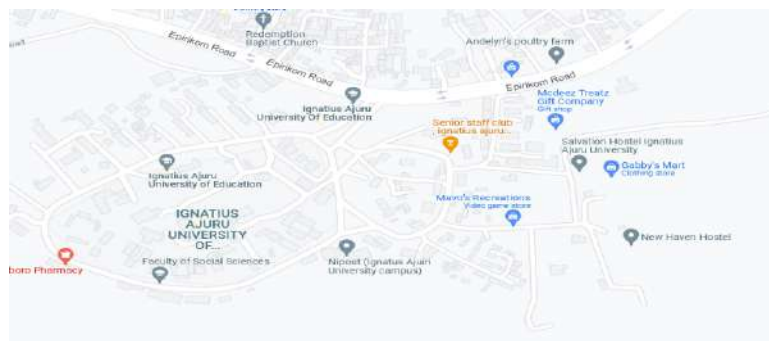 Redemption
Baptist Church
Epirikom Road
Epirikom Road
Andelyn's poultry farm
Epirikom Road
Mcdeez Treatz
Gift Company
Gift shop
Ignatius Ajuru
University Of Education
Senior staff club
ignatius ajuru...
Salvation Hostel Ignatius
Ajuru University
Gabby's Mart
Clothing store
Ignatius Ajuru
University of Education
Video game store
IGNATIUS
AJURU
UNIVERSITY
OF...
New Haven Hostel
Faculty of Social Sciences
Nipost (Ignatus Ajuri
University campus)
boro Pharmacy